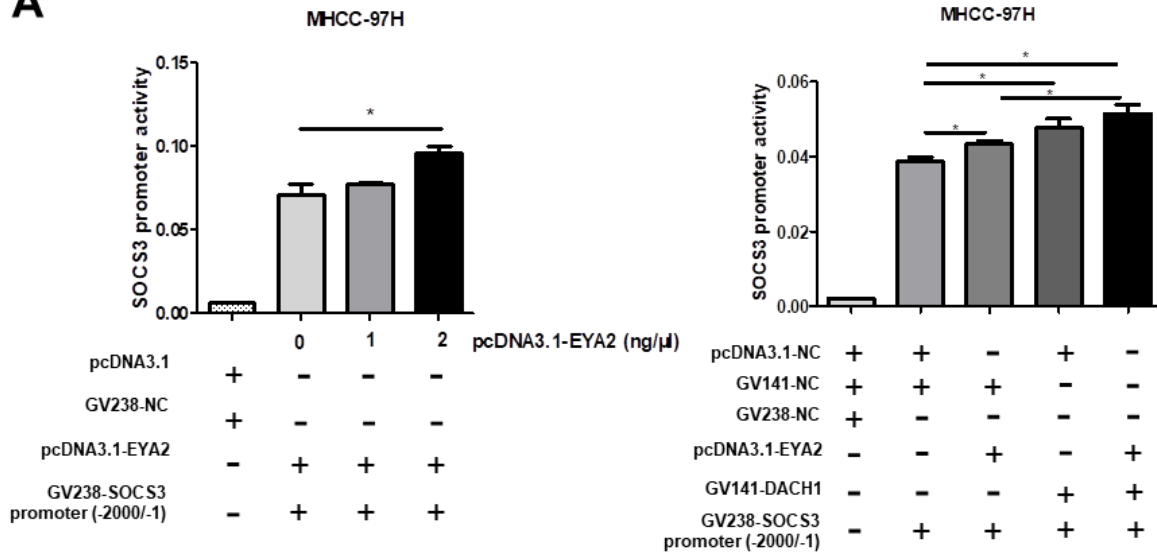 A
MHCC-97H
SOCS3 promoter activity
0.15
*
0.10
0.05
0.00
0 1 2 pcDNA3.1-EYA2 (ng/µl)
pcDNA3.1 + - - -
GV238-NC + - - -
pcDNA3.1-EYA2 - + + +
GV238-SOCS3
promoter (-2000/-1) - + + +
MHCC-97H
SOCS3 promoter activity
*
0.06
*
*
*
0.04
0.02
0.00
pcDNA3.1-NC + + - + -
GV141-NC + + + - -
GV238-NC + - - - -
pcDNA3.1-EYA2 - - + - +
GV141-DACH1 - - - + +
GV238-SOCS3
promoter (-2000/-1) - + + + +